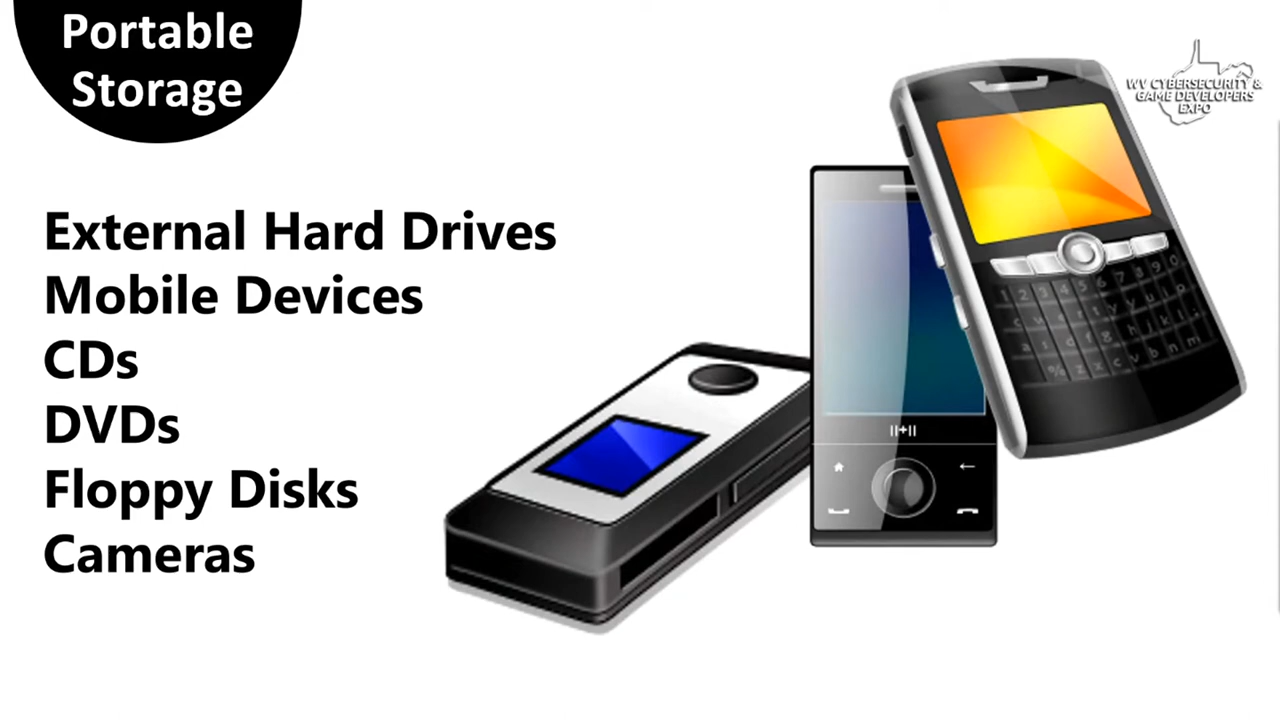 Portable
Storage
WV CYBERSECURITY &
GAME DEVELOPERS
EXPO
External Hard Drives
Mobile Devices
CDs
DVDs
Floppy Disks
Cameras